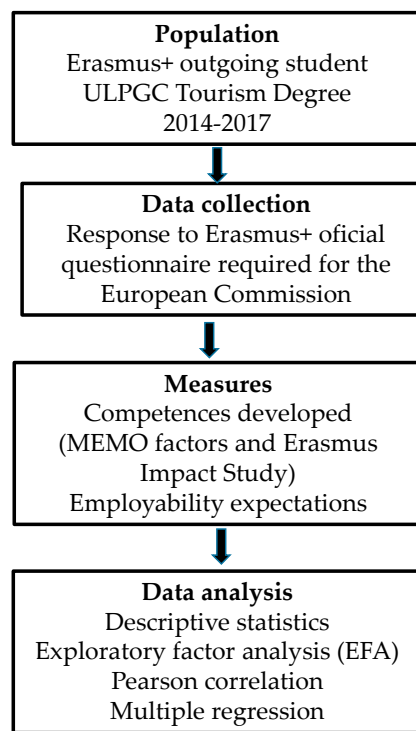 Population
Erasmus+ outgoing student
ULPGC Tourism Degree
2014-2017
Data collection
Response to Erasmus+ oficial
questionnaire required for the
European Commission
Measures
Competences developed
(MEMO factors and Erasmus
Impact Study)
Employability expectations
Data analysis
Descriptive statistics
Exploratory factor analysis (EFA)
Pearson correlation
Multiple regression